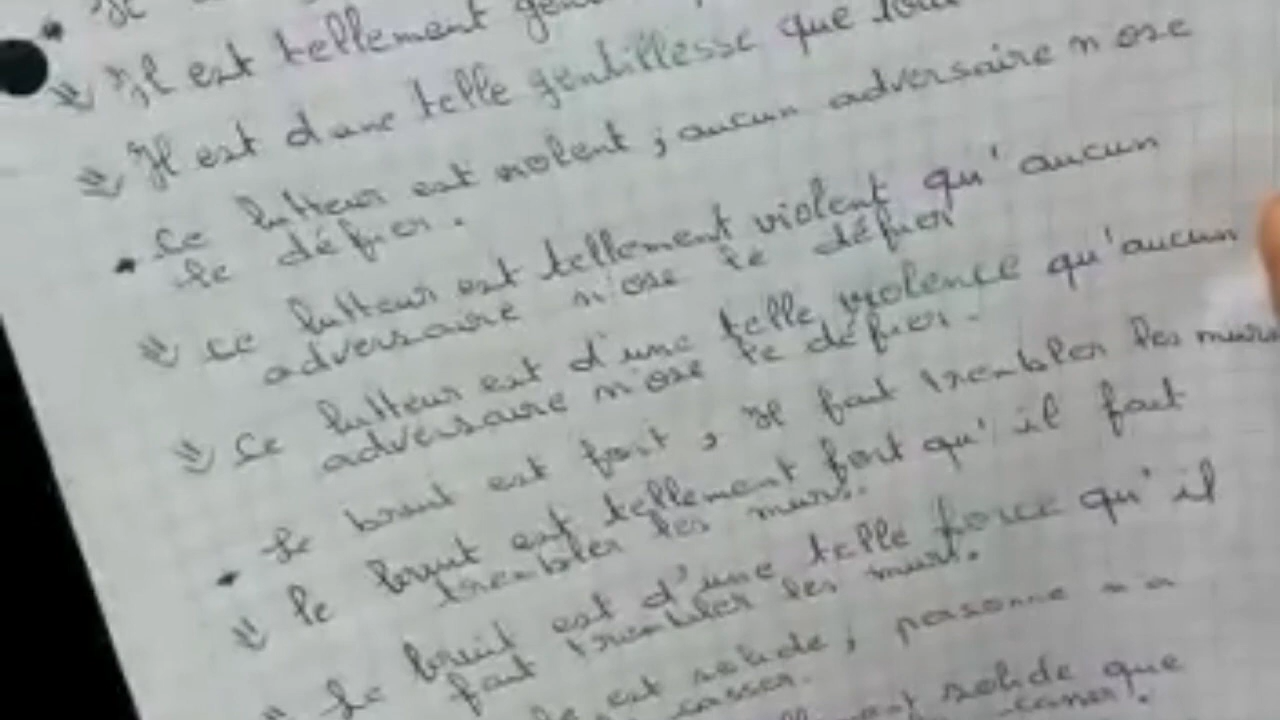 Il est tellement
Il est d'une telle gentillesse que tout
Ce lutteur est violent ; aucun adversaire n'ose
le défier.
Ce lutteur est tellement violent qu'aucun
adversaire n'ose le défier
Ce lutteur est d'une telle violence qu'aucun
adversaire n'ose le défier.
Le bruit est fort, Il fait trembler les murs
le bruit est tellement fort qu'il fait
trembler les murs.
Le bruit est d'une telle force qu'il
fait trembler les murs.
est solide ; personne n'a
casser.
solide que